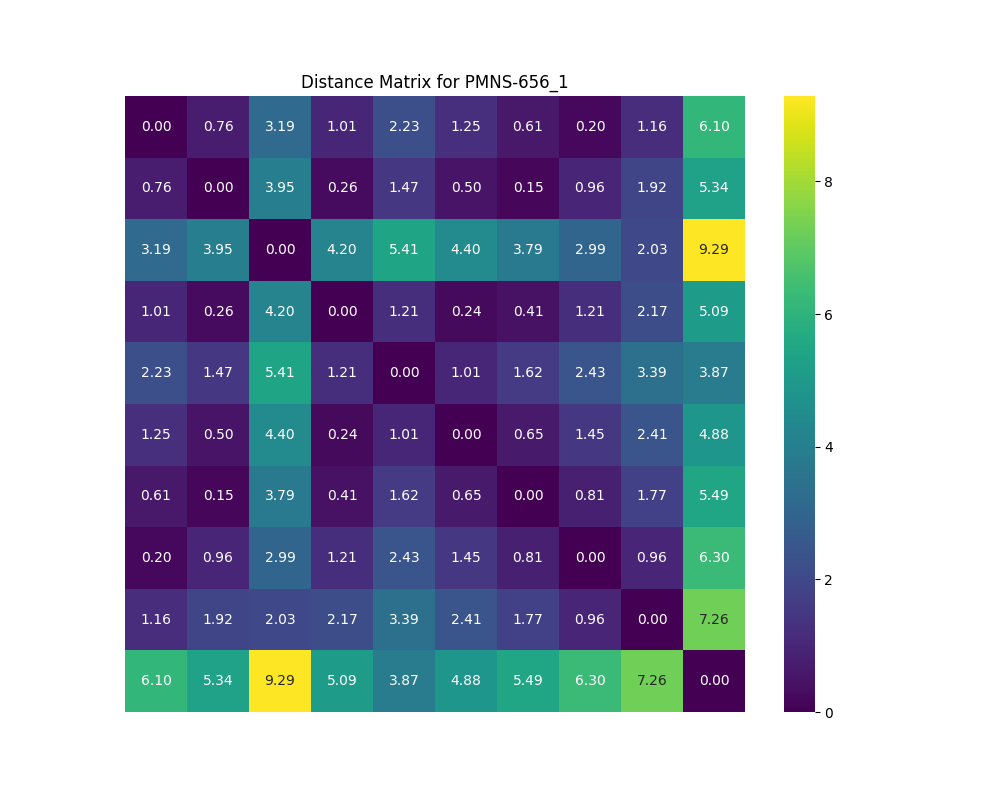 Distance Matrix for PMNS-656_1
0.00 0.76 3.19 1.01 2.23 1.25 0.61 0.20 1.16 6.10
0.76 0.00 3.95 0.26 1.47 0.50 0.15 0.96 1.92 5.34
3.19 3.95 0.00 4.20 5.41 4.40 3.79 2.99 2.03 9.29
1.01 0.26 4.20 0.00 1.21 0.24 0.41 1.21 2.17 5.09
2.23 1.47 5.41 1.21 0.00 1.01 1.62 2.43 3.39 3.87
1.25 0.50 4.40 0.24 1.01 0.00 0.65 1.45 2.41 4.88
0.61 0.15 3.79 0.41 1.62 0.65 0.00 0.81 1.77 5.49
0.20 0.96 2.99 1.21 2.43 1.45 0.81 0.00 0.96 6.30
1.16 1.92 2.03 2.17 3.39 2.41 1.77 0.96 0.00 7.26
6.10 5.34 9.29 5.09 3.87 4.88 5.49 6.30 7.26 0.00
8
6
4
2
0